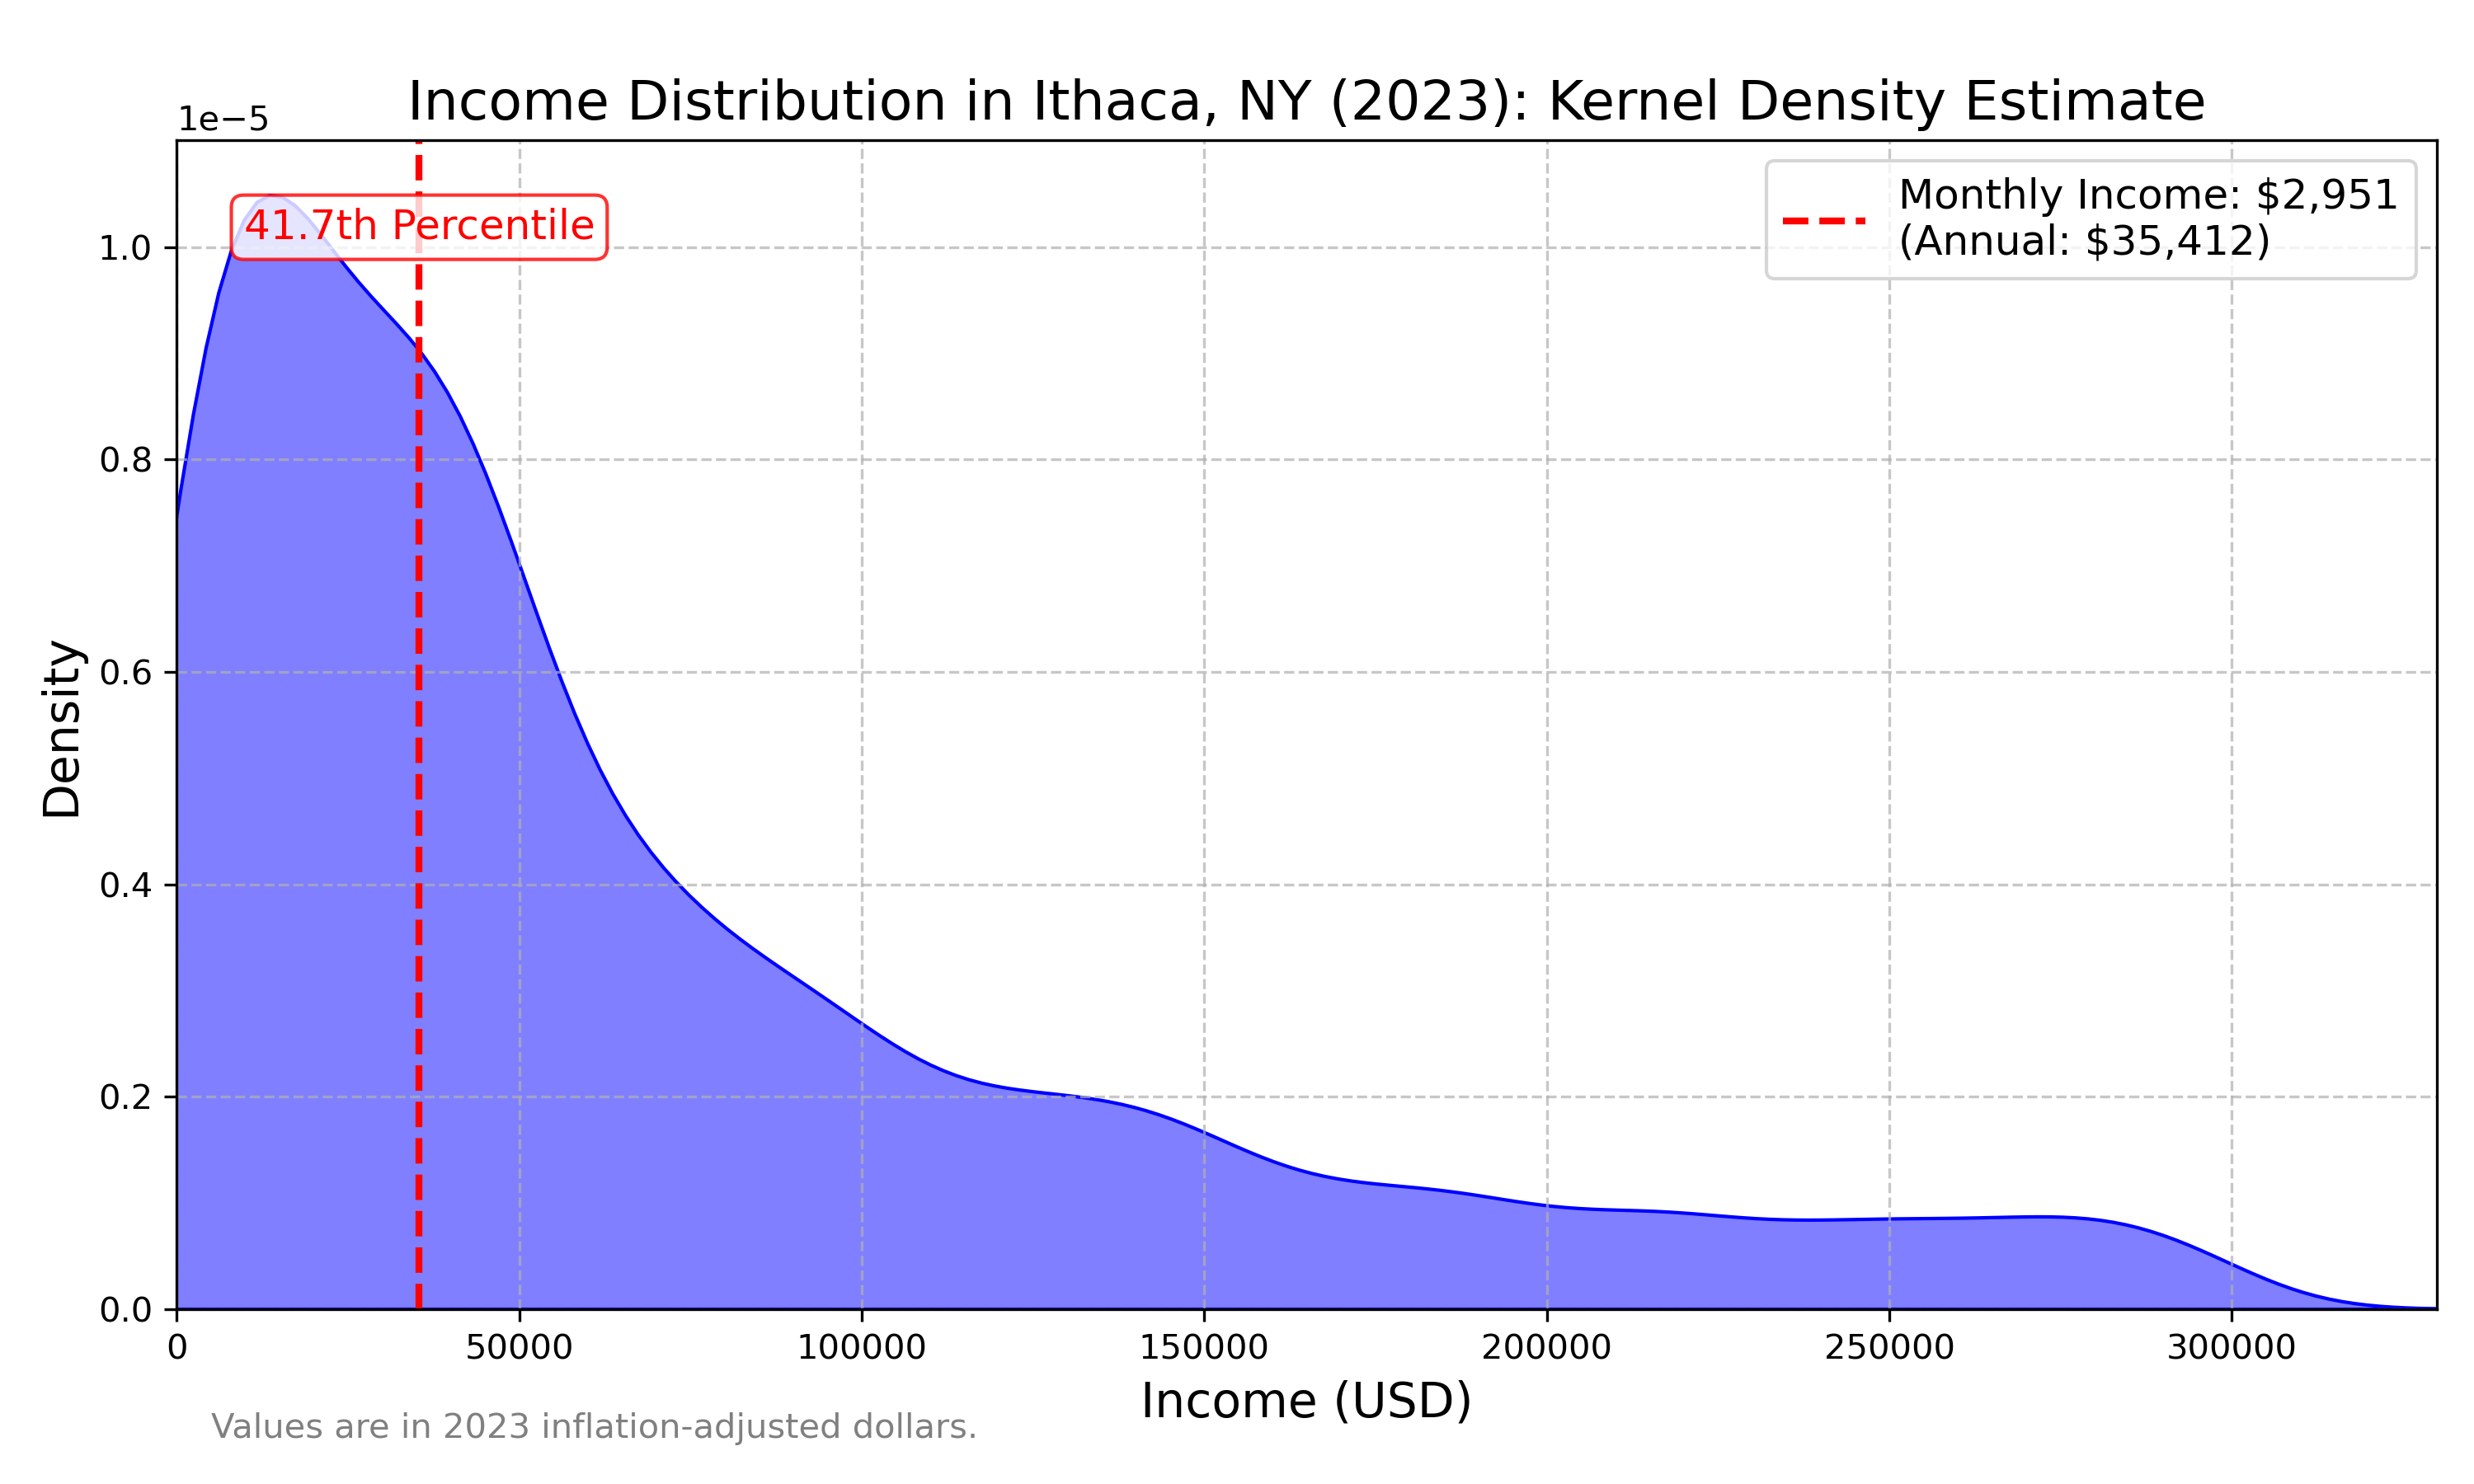 Income Distribution in Ithaca, NY (2023): Kernel Density Estimate
1e−5
41.7th Percentile
Monthly Income: $2,951
(Annual: $35,412)
1.0
0.8
0.6
0.4
0.2
0.0
Density
0 50000 100000 150000 200000 250000 300000
Income (USD)
Values are in 2023 inflation-adjusted dollars.